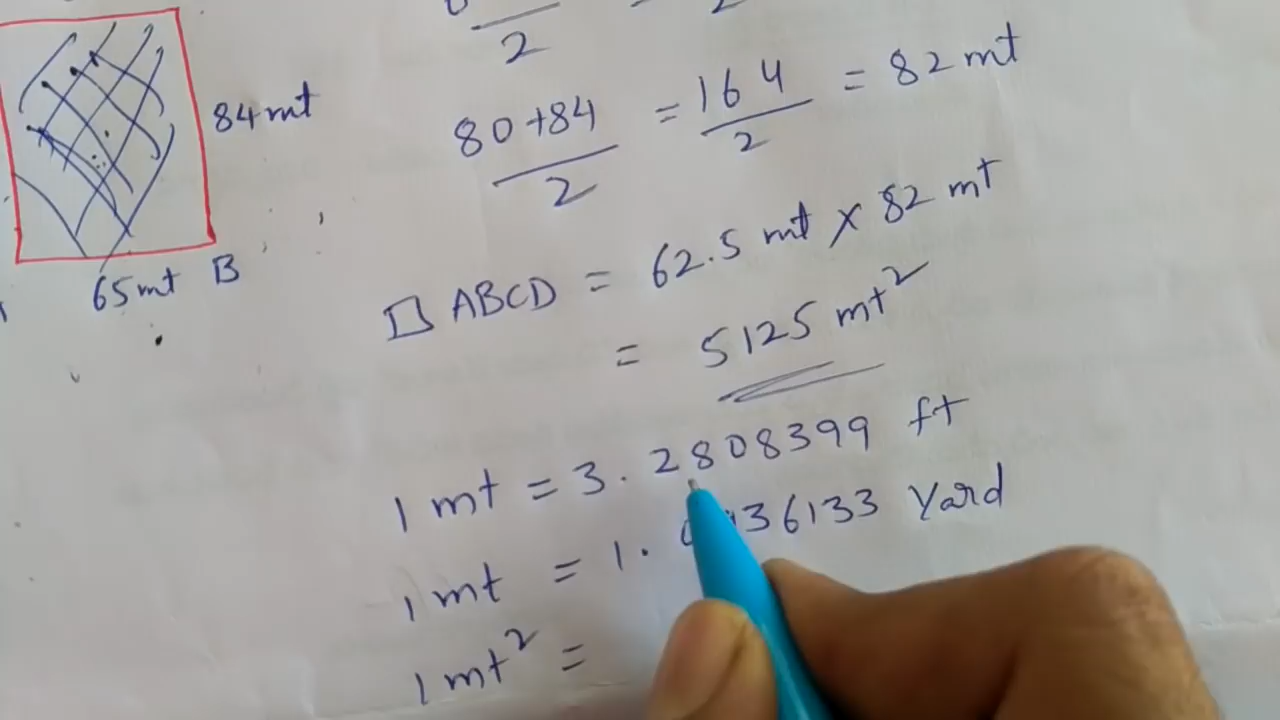 2 2
80+84 / 2 = 164 / 2 = 82 mt
84 mt
65 mt B
□ ABCD = 62.5 mt × 82 mt
= 5125 mt²
1 mt = 3.2808399 ft
1 mt = 1. 36133 Yard
1 mt² =